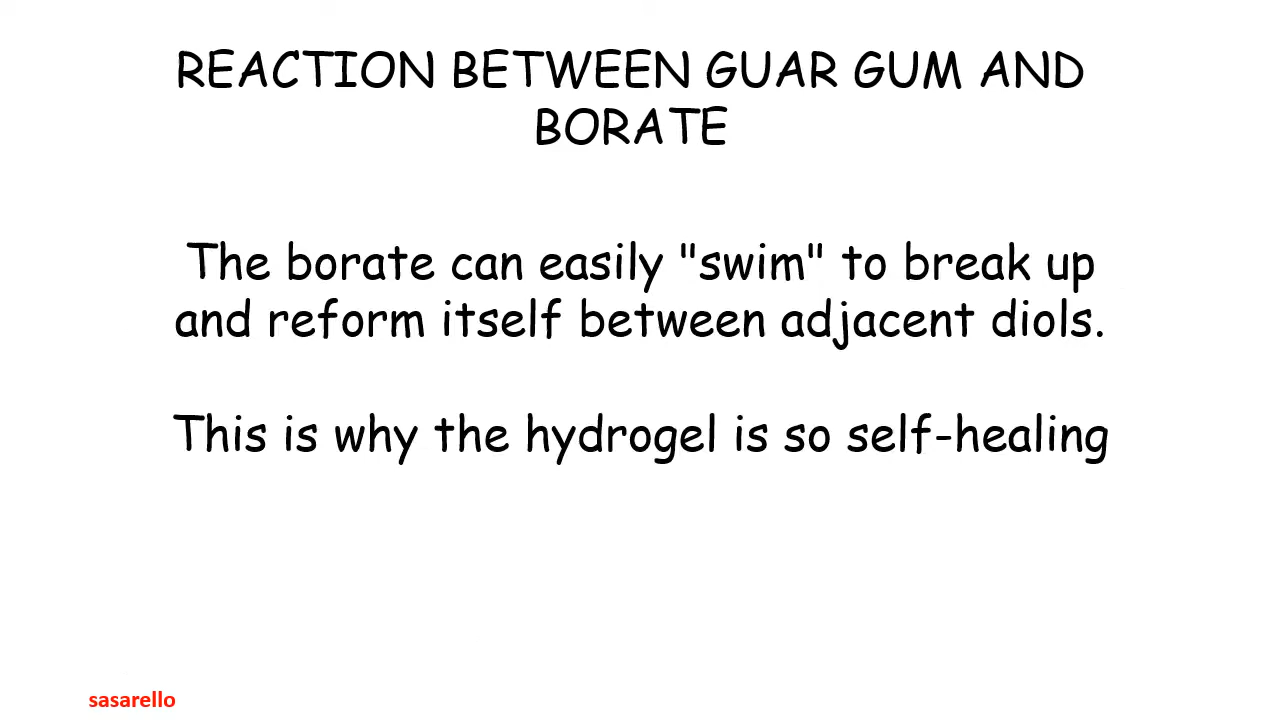 REACTION BETWEEN GUAR GUM AND
BORATE
The borate can easily "swim" to break up
and reform itself between adjacent diols.
This is why the hydrogel is so self-healing
sasarello